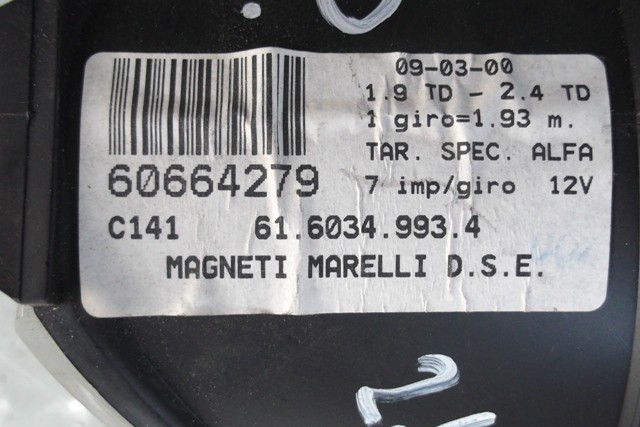 09-03-00
1.9 TD - 2.4 TD
1 giro=1.93 m.
TAR. SPEC. ALFA
60664279
7 imp/giro 12V
C141 61.6034.993.4
MAGNETI MARELLI D.S.E.